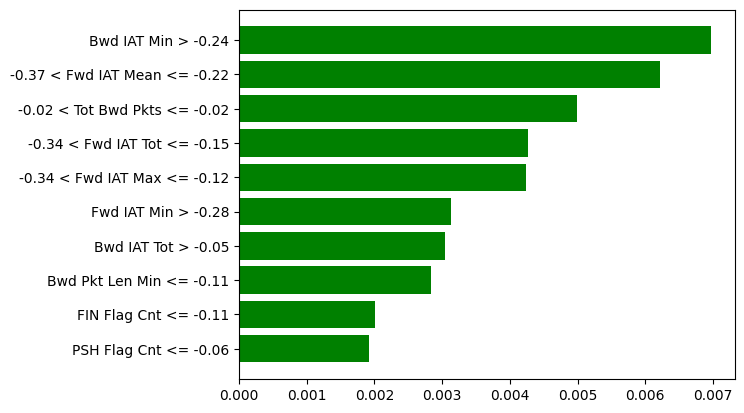 Bwd IAT Min > -0.24
-0.37 < Fwd IAT Mean <= -0.22
-0.02 < Tot Bwd Pkts <= -0.02
-0.34 < Fwd IAT Tot <= -0.15
-0.34 < Fwd IAT Max <= -0.12
Fwd IAT Min > -0.28
Bwd IAT Tot > -0.05
Bwd Pkt Len Min <= -0.11
FIN Flag Cnt <= -0.11
PSH Flag Cnt <= -0.06
0.000 0.001 0.002 0.003 0.004 0.005 0.006 0.007